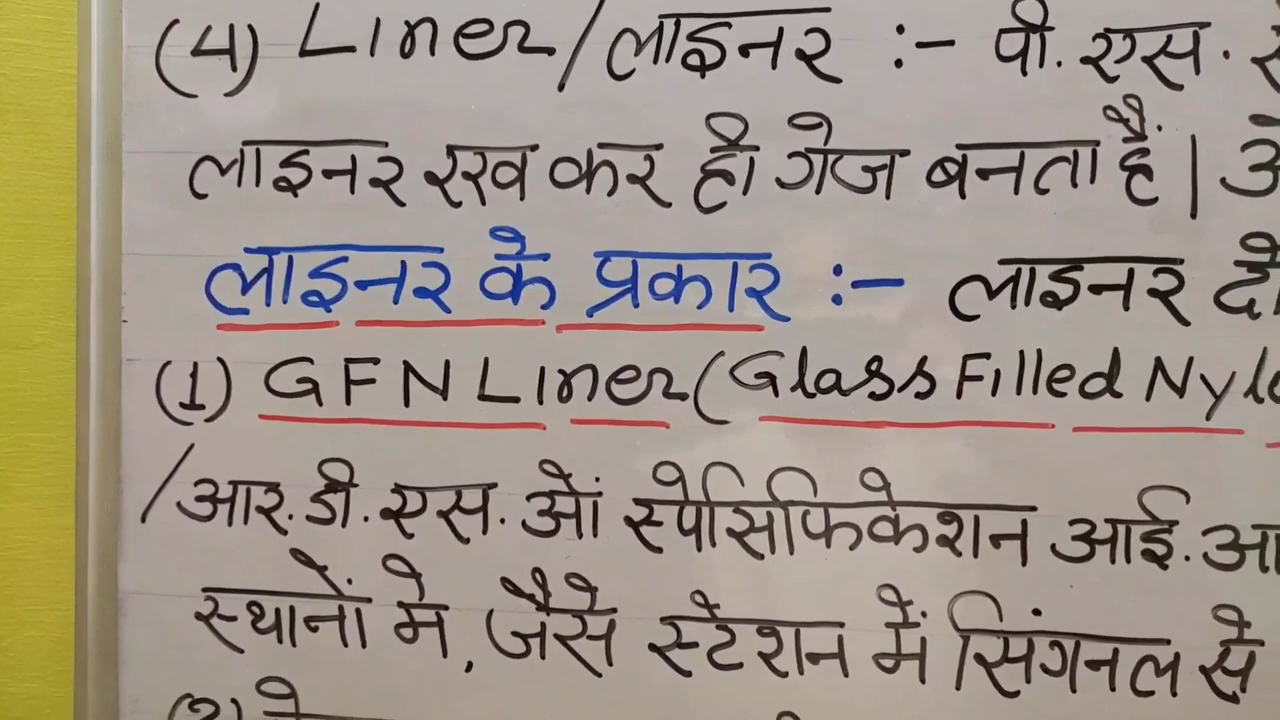 (4) Liner/लाइनर :- पी. एस.
लाइनर रख कर ही गेज बनता है।
लाइनर के प्रकार :- लाइनर
(1) GFN Liner (Glass Filled Nyl
/आर. डी. एस. ओं स्पेसिफिकेशन आई. आ
स्थानों मे, जैसे स्टेशन में सिंगनल से